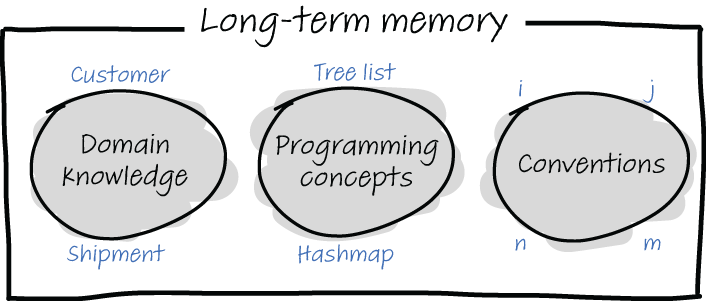 Long-term memory
Customer
Domain
knowledge
Shipment
Tree list
Programming
concepts
Hashmap
i
j
Conventions
n
m